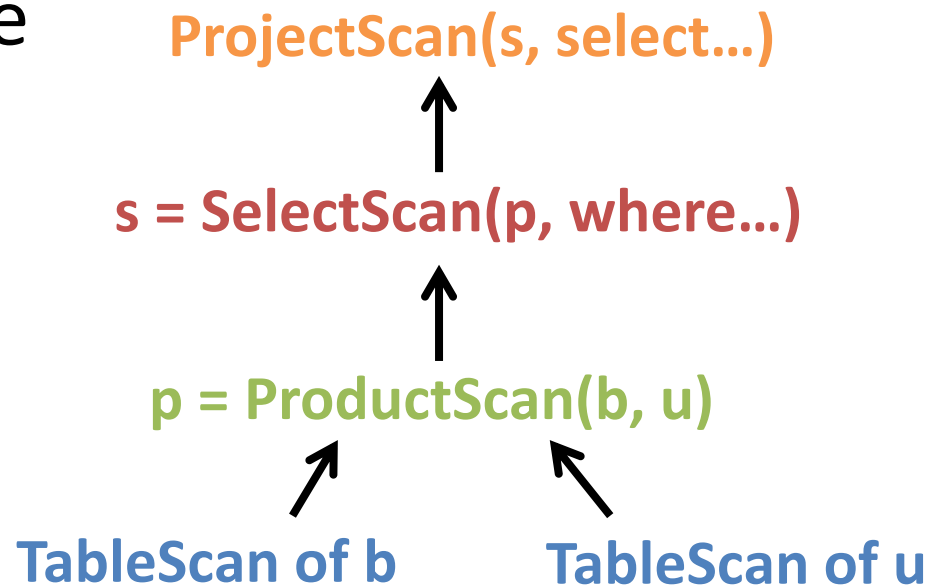 e
ProjectScan(s, select…)
s = SelectScan(p, where…)
p = ProductScan(b, u)
TableScan of b
TableScan of u